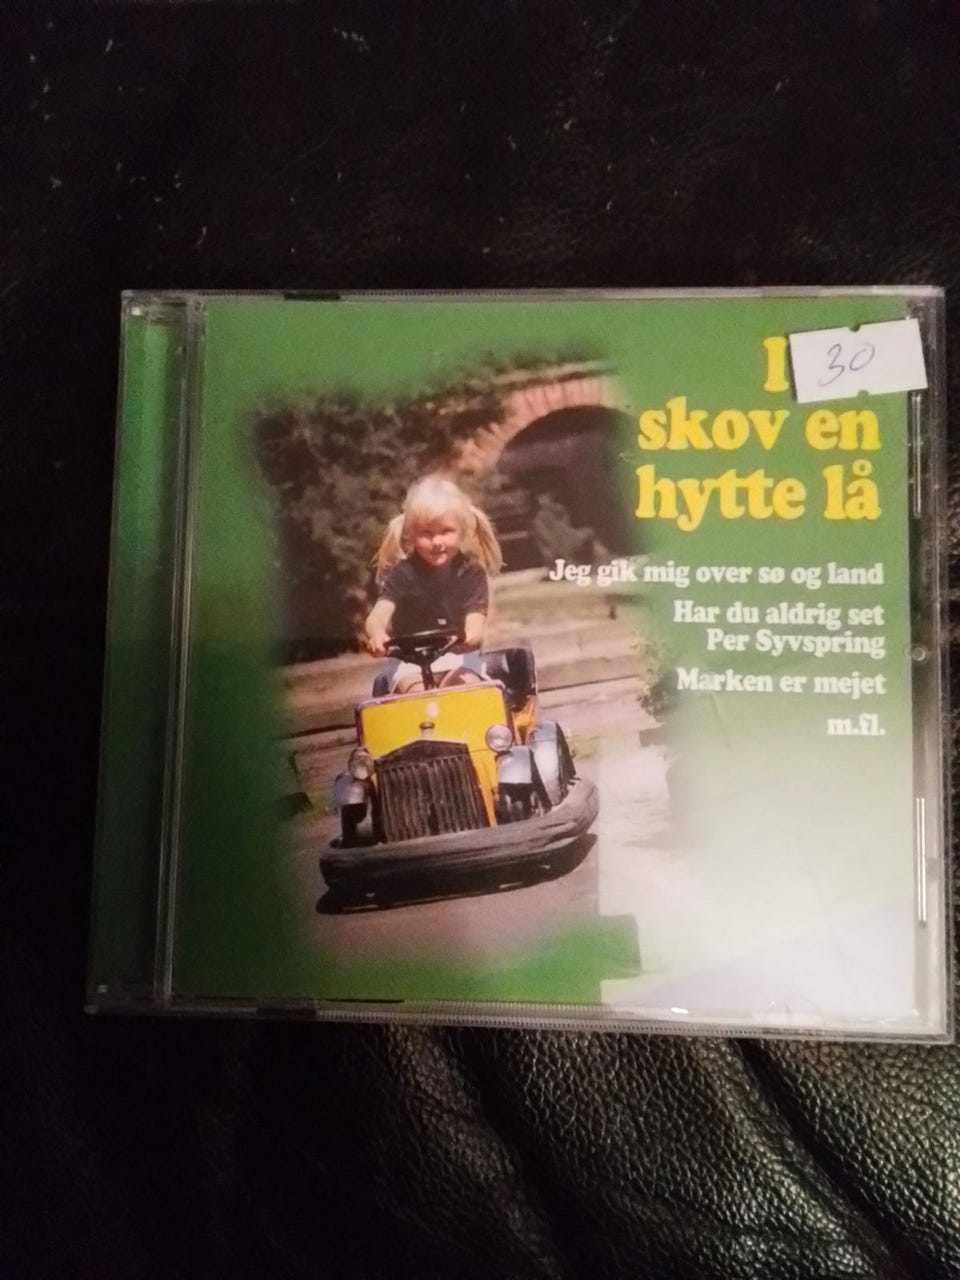 I
30
skov en
hytte lå
Jeg gik mig over sø og land
Har du aldrig set
Per Syvspring
Marken er mejet
m.fl.